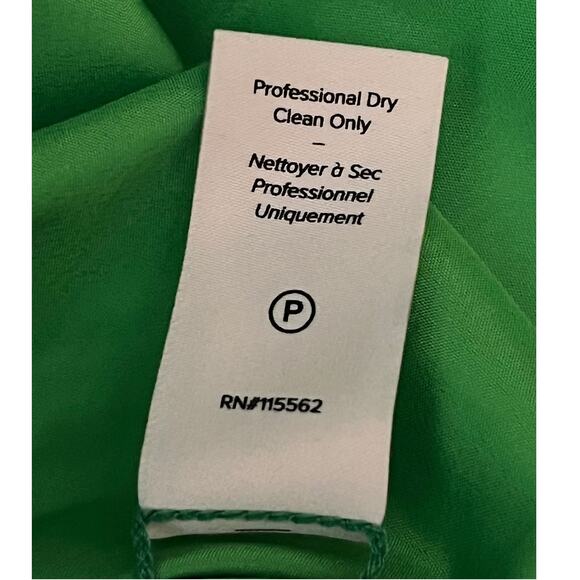 Professional Dry
Clean Only
–
Nettoyer à Sec
Professionnel
Uniquement
P
RN#115562